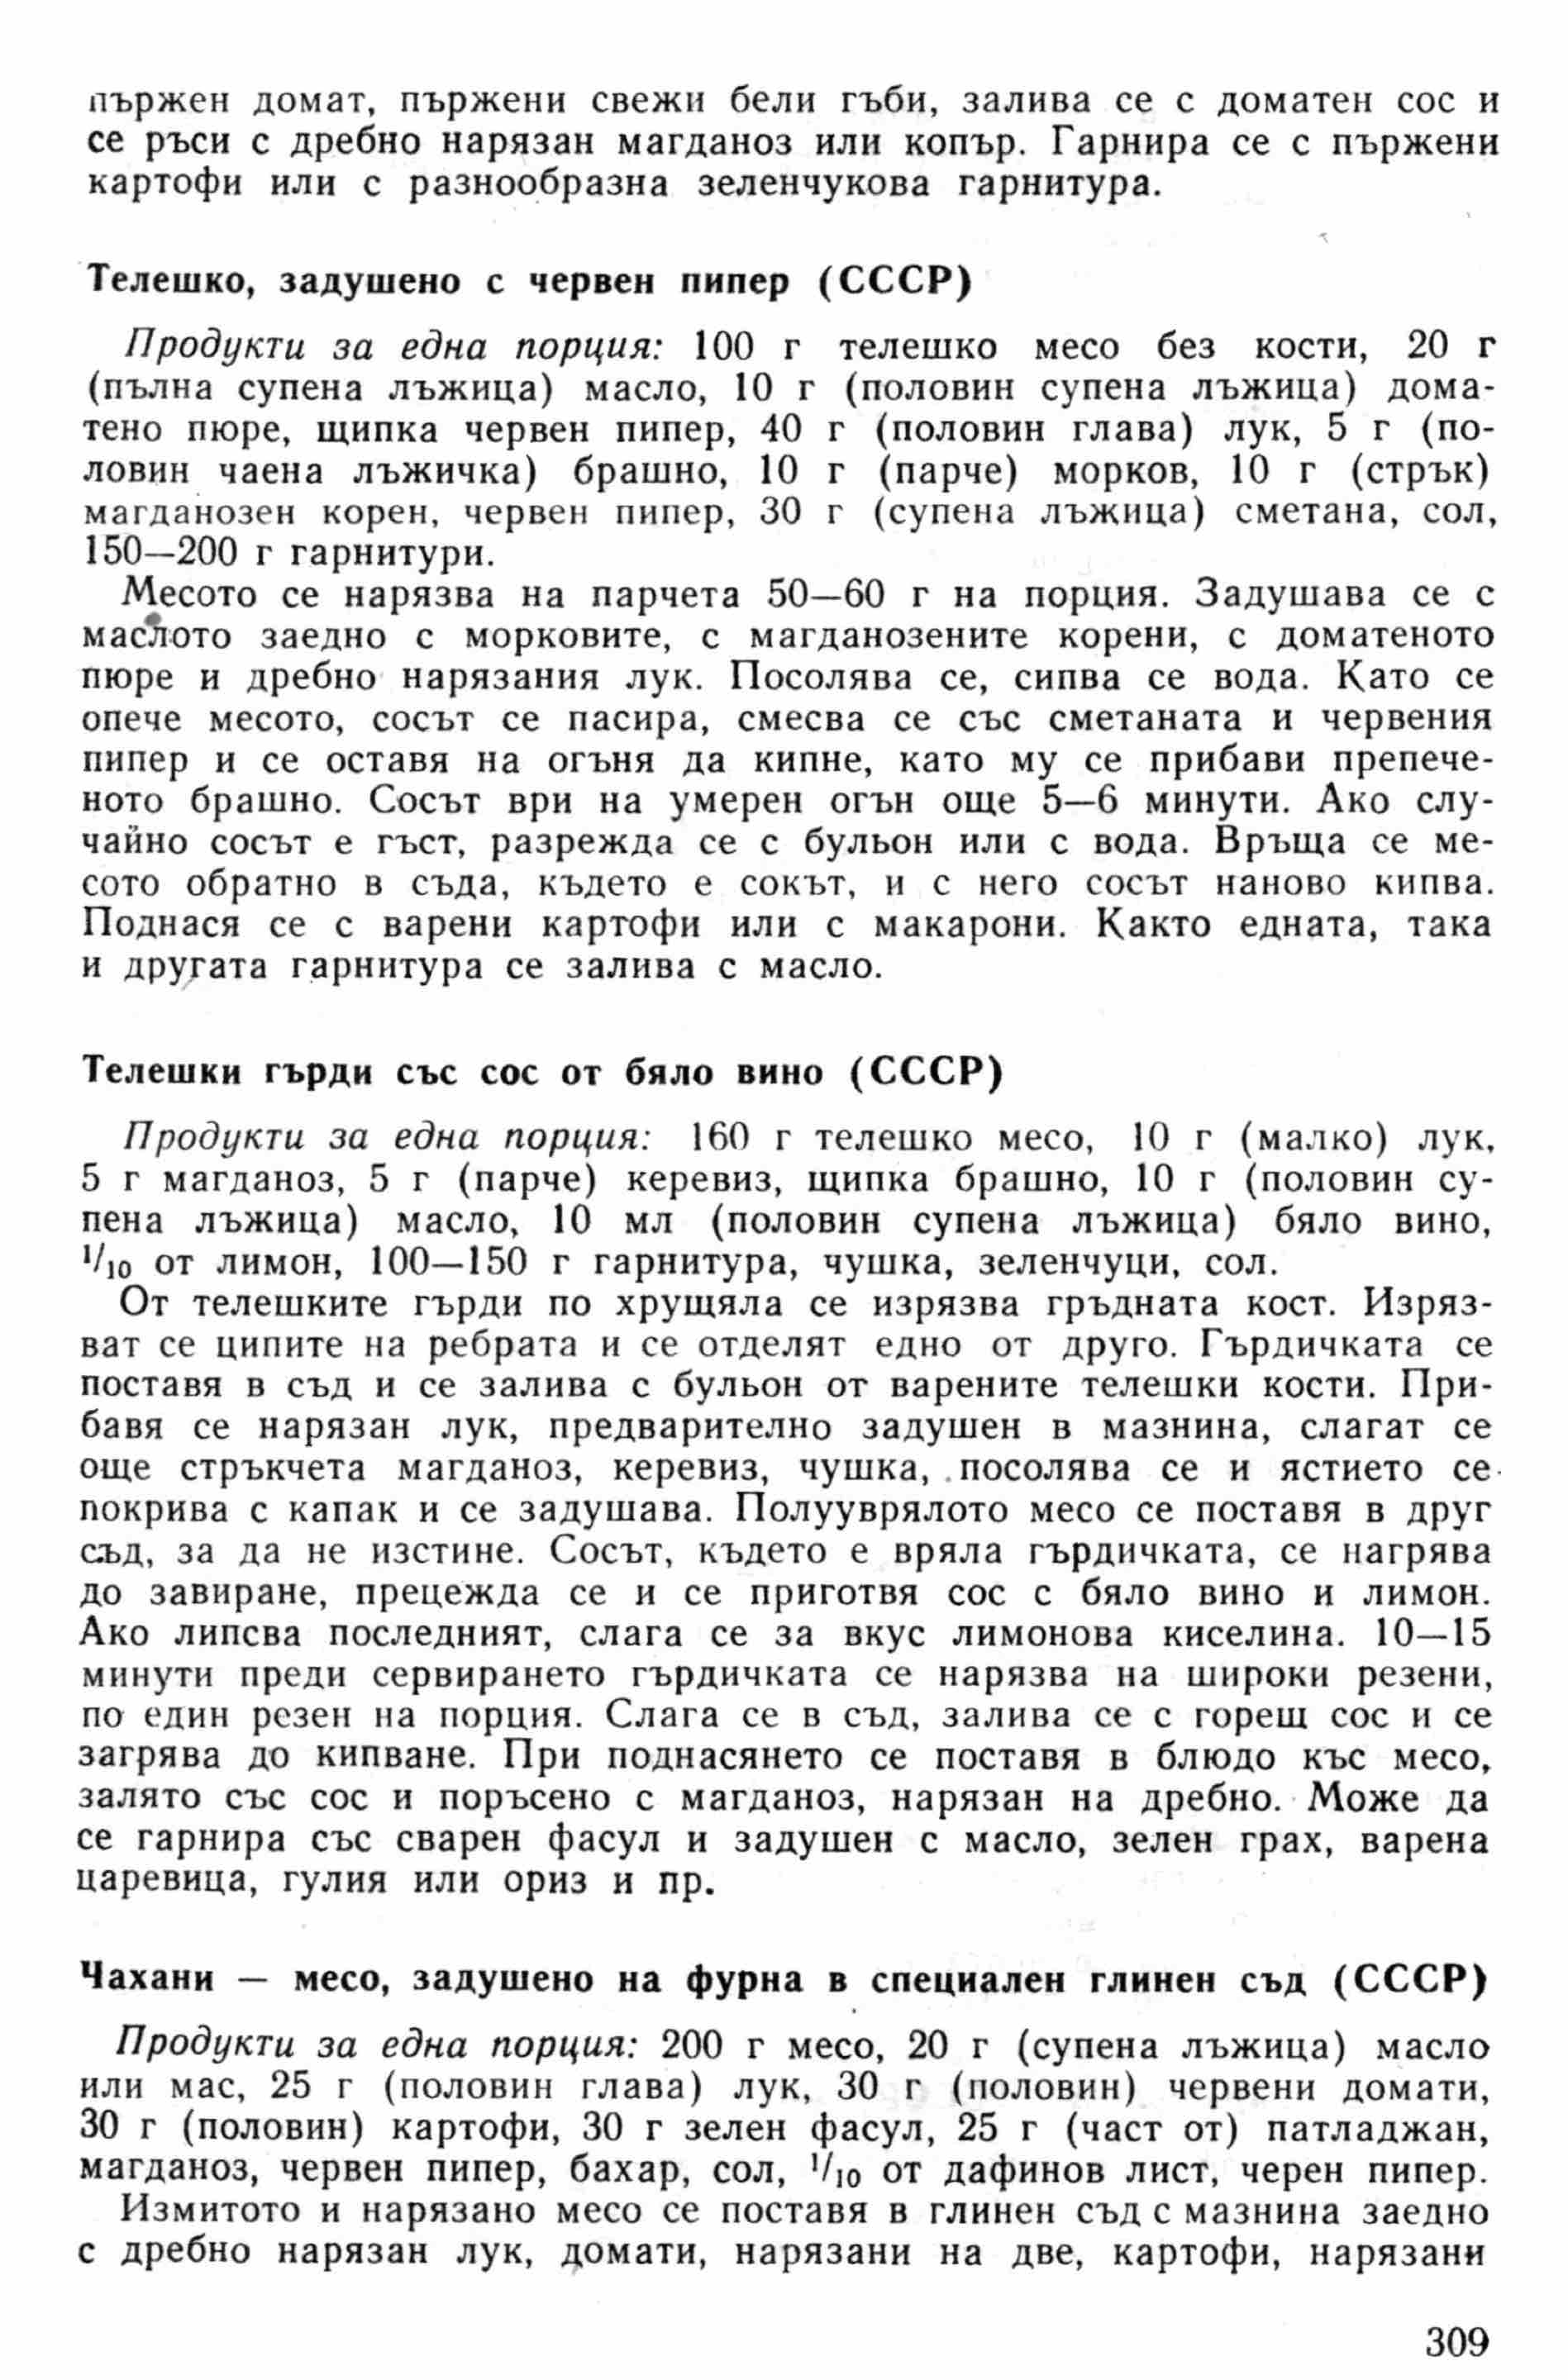 пържен домат, пържени свежи бели гъби, залива се с доматен сос и
се ръси с дребно нарязан магданоз или копър. Гарнира се с пържени
картофи или с разнообразна зеленчукова гарнитура.
Телешко, задушено с червен пипер (СССР)
Продукти за една порция: 100 г телешко месо без кости, 20 г
(пълна супена лъжица) масло, 10 г (половин супена лъжица) дома-
тено пюре, щипка червен пипер, 40 г (половин глава) лук, 5 г (по-
ловин чаена лъжичка) брашно, 10 г (парче) морков, 10 г (стрък)
магданозен корен, червен пипер, 30 г (супена лъжица) сметана, сол,
150—200 г гарнитури.
Месото се нарязва на парчета 50—60 г на порция. Задушава се с
маслото заедно с морковите, с магданозените корени, с доматеното
пюре и дребно нарязания лук. Посолява се, сипва се вода. Като се
опече месото, сосът се пасира, смесва се със сметаната и червения
пипер и се оставя на огъня да кипне, като му се прибави препече-
ното брашно. Сосът ври на умерен огън още 5—6 минути. Ако слу-
чайно сосът е гъст, разрежда се с бульон или с вода. Връща се ме-
сото обратно в съда, където е сокът, и с него сосът наново кипва.
Поднася се с варени картофи или с макарони. Както едната, така
и другата гарнитура се залива с масло.
Телешки гърди със сос от бяло вино (СССР)
Продукти за една порция: 160 г телешко месо, 10 г (малко) лук,
5 г магданоз, 5 г (парче) керевиз, щипка брашно, 10 г (половин су-
пена лъжица) масло, 10 мл (половин супена лъжица) бяло вино,
1/10 от лимон, 100—150 г гарнитура, чушка, зеленчуци, сол.
От телешките гърди по хрущяла се изрязва гръдната кост. Изряз-
ват се ципите на ребрата и се отделят едно от друго. Гърдичката се
поставя в съд и се залива с бульон от варените телешки кости. При-
бавя се нарязан лук, предварително задушен в мазнина, слагат се
още стръкчета магданоз, керевиз, чушка, посолява се и ястието се
покрива с капак и се задушава. Полууврялото месо се поставя в друг
съд, за да не изстине. Сосът, където е вряла гърдичката, се нагрява
до завиране, прецежда се и се приготвя сос с бяло вино и лимон.
Ако липсва последният, слага се за вкус лимонова киселина. 10—15
минути преди сервирането гърдичката се нарязва на широки резени,
по един резен на порция. Слага се в съд, залива се с горещ сос и се
загрява до кипване. При поднасянето се поставя в блюдо къс месо,
залято със сос и поръсено с магданоз, нарязан на дребно. Може да
се гарнира със сварен фасул и задушен с масло, зелен грах, варена
царевица, гулия или ориз и пр.
Чахани — месо, задушено на фурна в специален глинен съд (СССР)
Продукти за една порция: 200 г месо, 20 г (супена лъжица) масло
или мас, 25 г (половин глава) лук, 30 г (половин) червени домати,
30 г (половин) картофи, 30 г зелен фасул, 25 г (част от) патладжан,
магданоз, червен пипер, бахар, сол, 1/10 от дафинов лист, черен пипер.
Измитото и нарязано месо се поставя в глинен съд с мазнина заедно
с дребно нарязан лук, домати, нарязани на две, картофи, нарязани
309